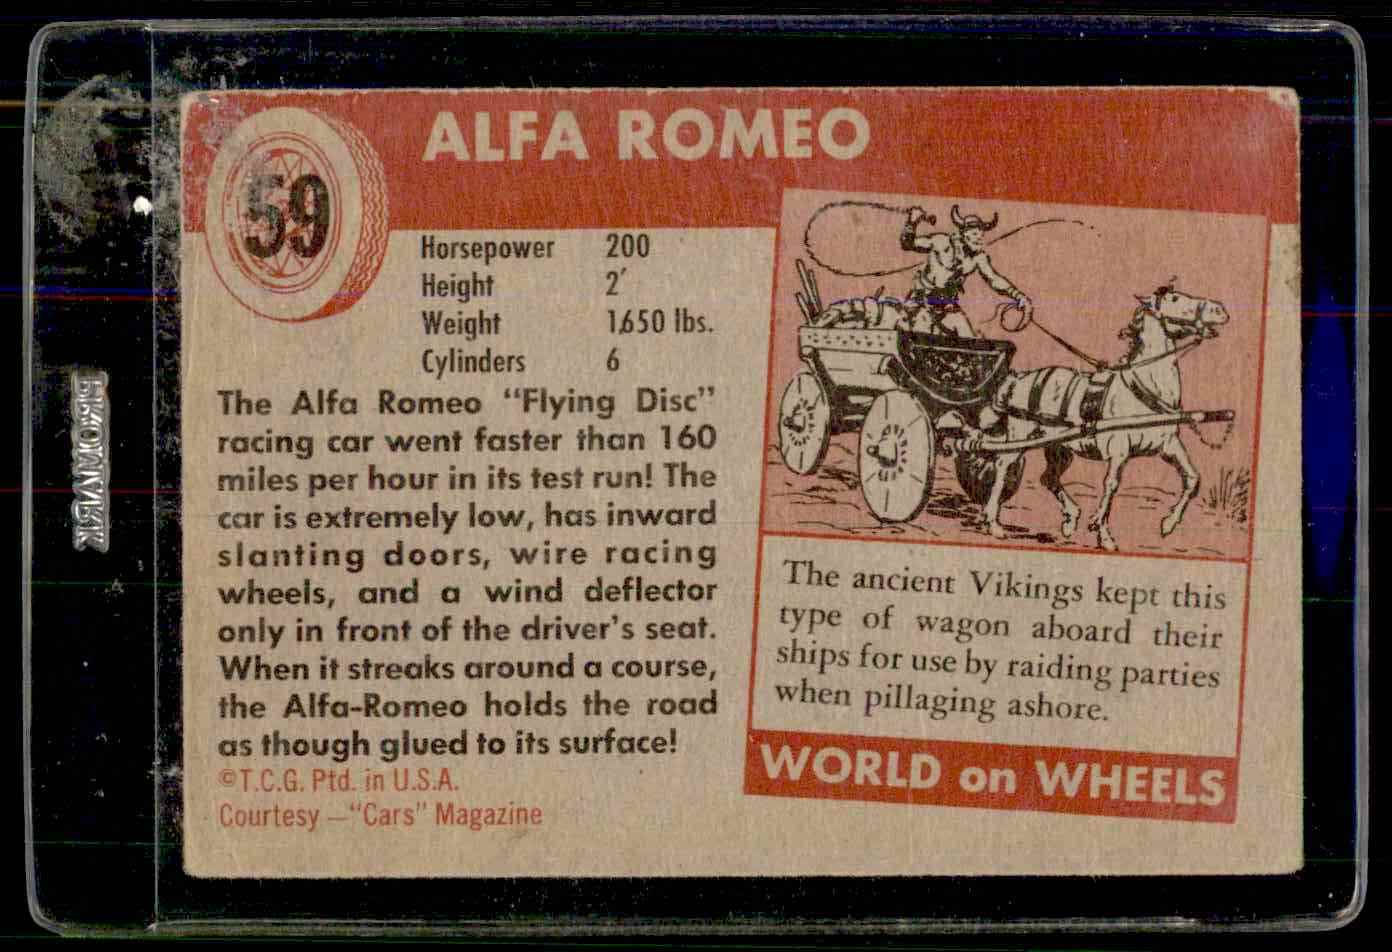 59
ALFA ROMEO
Horsepower 200
Height 2'
Weight 1650 lbs.
Cylinders 6
The Alfa Romeo "Flying Disc"
racing car went faster than 160
miles per hour in its test run! The
car is extremely low, has inward
slanting doors, wire racing
wheels, and a wind deflector
only in front of the driver's seat.
When it streaks around a course,
the Alfa-Romeo holds the road
as though glued to its surface!
©T.C.G. Ptd. in U.S.A.
Courtesy —"Cars" Magazine
The ancient Vikings kept this
type of wagon aboard their
ships for use by raiding parties
when pillaging ashore.
WORLD on WHEELS